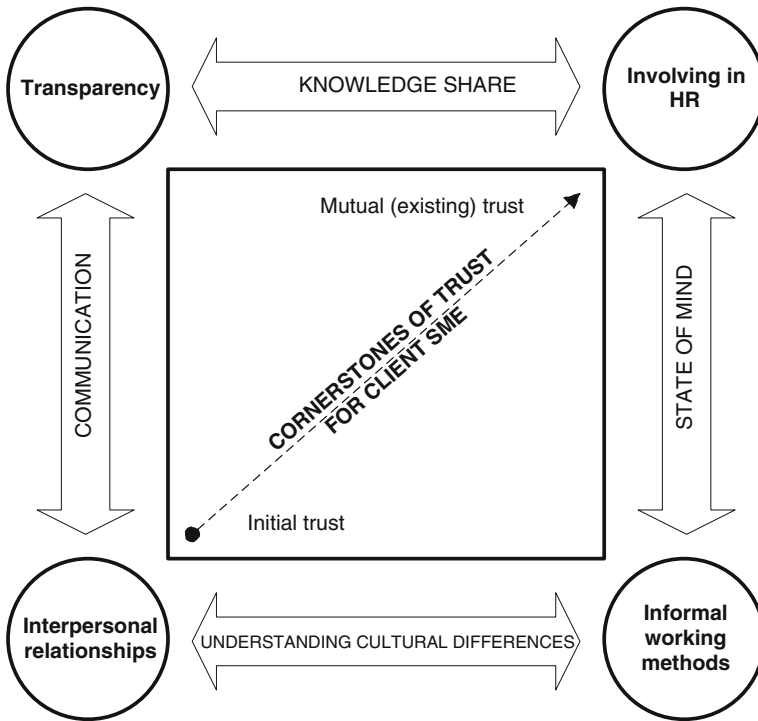 Transparency
KNOWLEDGE SHARE
Involving in
HR
Mutual (existing) trust
COMMUNICATION
CORNERSTONES OF TRUST
FOR CLIENT SME
STATE OF MIND
Initial trust
Interpersonal
relationships
UNDERSTANDING CULTURAL DIFFERENCES
Informal
working
methods